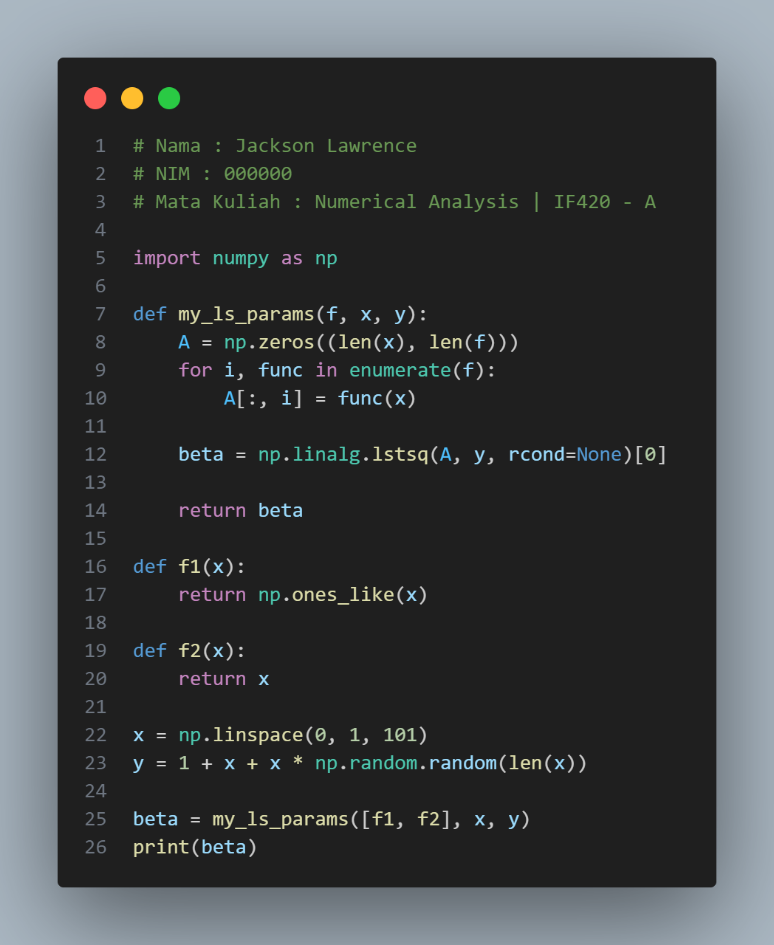 1 # Nama : Jackson Lawrence
2 # NIM : 000000
3 # Mata Kuliah : Numerical Analysis | IF420 - A
4
5 import numpy as np
6
7 def my_ls_params(f, x, y):
8     A = np.zeros((len(x), len(f)))
9     for i, func in enumerate(f):
10         A[:, i] = func(x)
11
12     beta = np.linalg.lstsq(A, y, rcond=None)[0]
13
14     return beta
15
16 def f1(x):
17     return np.ones_like(x)
18
19 def f2(x):
20     return x
21
22 x = np.linspace(0, 1, 101)
23 y = 1 + x + x * np.random.random(len(x))
24
25 beta = my_ls_params([f1, f2], x, y)
26 print(beta)